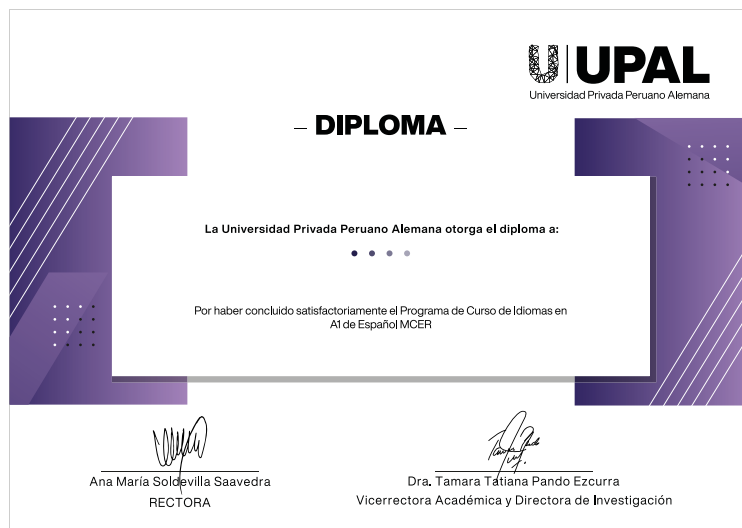 UPAL
Universidad Privada Peruano Alemana
– DIPLOMA –
La Universidad Privada Peruano Alemana otorga el diploma a:
Por haber concluido satisfactoriamente el Programa de Curso de Idiomas en
A1 de Español MCER
Ana María Soldevilla Saavedra
RECTORA
Dra. Tamara Tatiana Pando Ezcurra
Vicerrectora Académica y Directora de Investigación